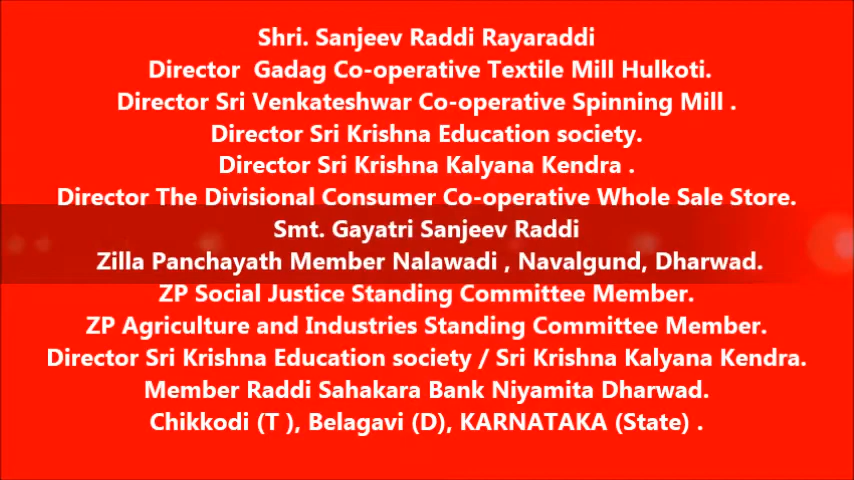 Shri. Sanjeev Raddi Rayaraddi
Director  Gadag Co-operative Textile Mill Hulkoti.
Director Sri Venkateshwar Co-operative Spinning Mill .
Director Sri Krishna Education society.
Director Sri Krishna Kalyana Kendra .
Director The Divisional Consumer Co-operative Whole Sale Store.
Smt. Gayatri Sanjeev Raddi
Zilla Panchayath Member Nalawadi , Navalgund, Dharwad.
ZP Social Justice Standing Committee Member.
ZP Agriculture and Industries Standing Committee Member.
Director Sri Krishna Education society / Sri Krishna Kalyana Kendra.
Member Raddi Sahakara Bank Niyamita Dharwad.
Chikkodi (T ), Belagavi (D), KARNATAKA (State) .